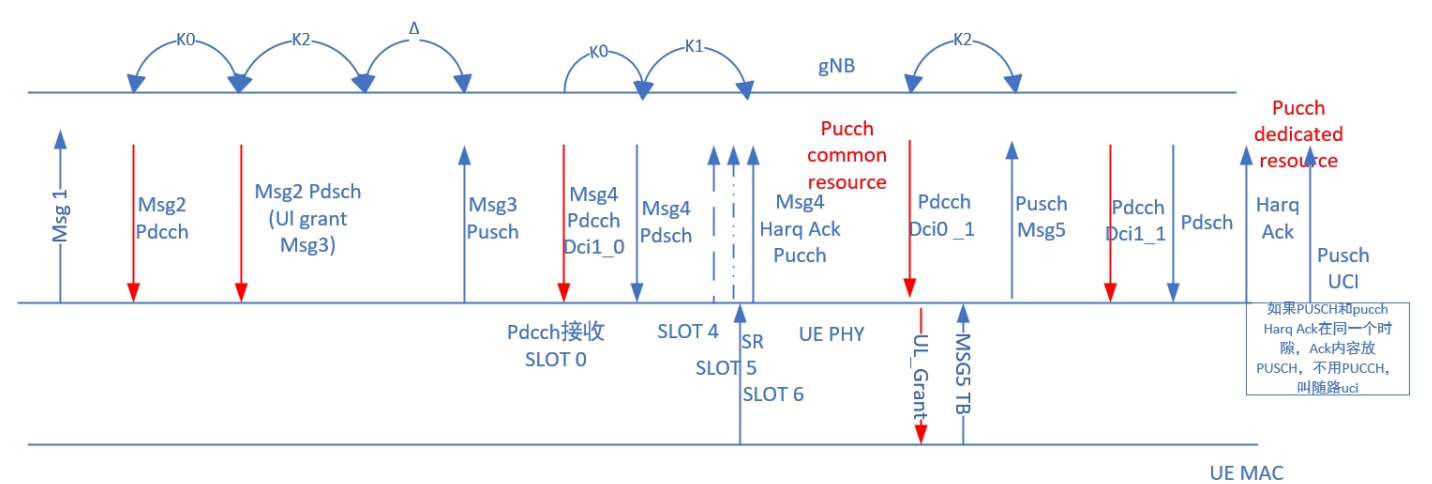 K0
K2
Δ
K0
K1
K2
gNB
Msg 1
Msg2
Pdcch
Msg2 Pdsch
(Ul grant
Msg3)
Msg3
Pusch
Msg4
Pdcch
Dci1_0
Msg4
Pdsch
Pucch
common
resource
Msg4
Harq Ack
Pucch
Pdcch
Dci0 _1
Pusch
Msg5
Pdcch
Dci1_1
Pdsch
Pucch
dedicated
resource
Harq
Ack
Pusch
UCI
Pdcch接收
SLOT 0
SLOT 4
SLOT 5
SR
SLOT 6
UE PHY
UL_Grant
MSG5 TB
如果PUSCH和pucch
Harq Ack在同一个时
隙，Ack内容放
PUSCH，不用PUCCH，
叫随路uci
UE MAC